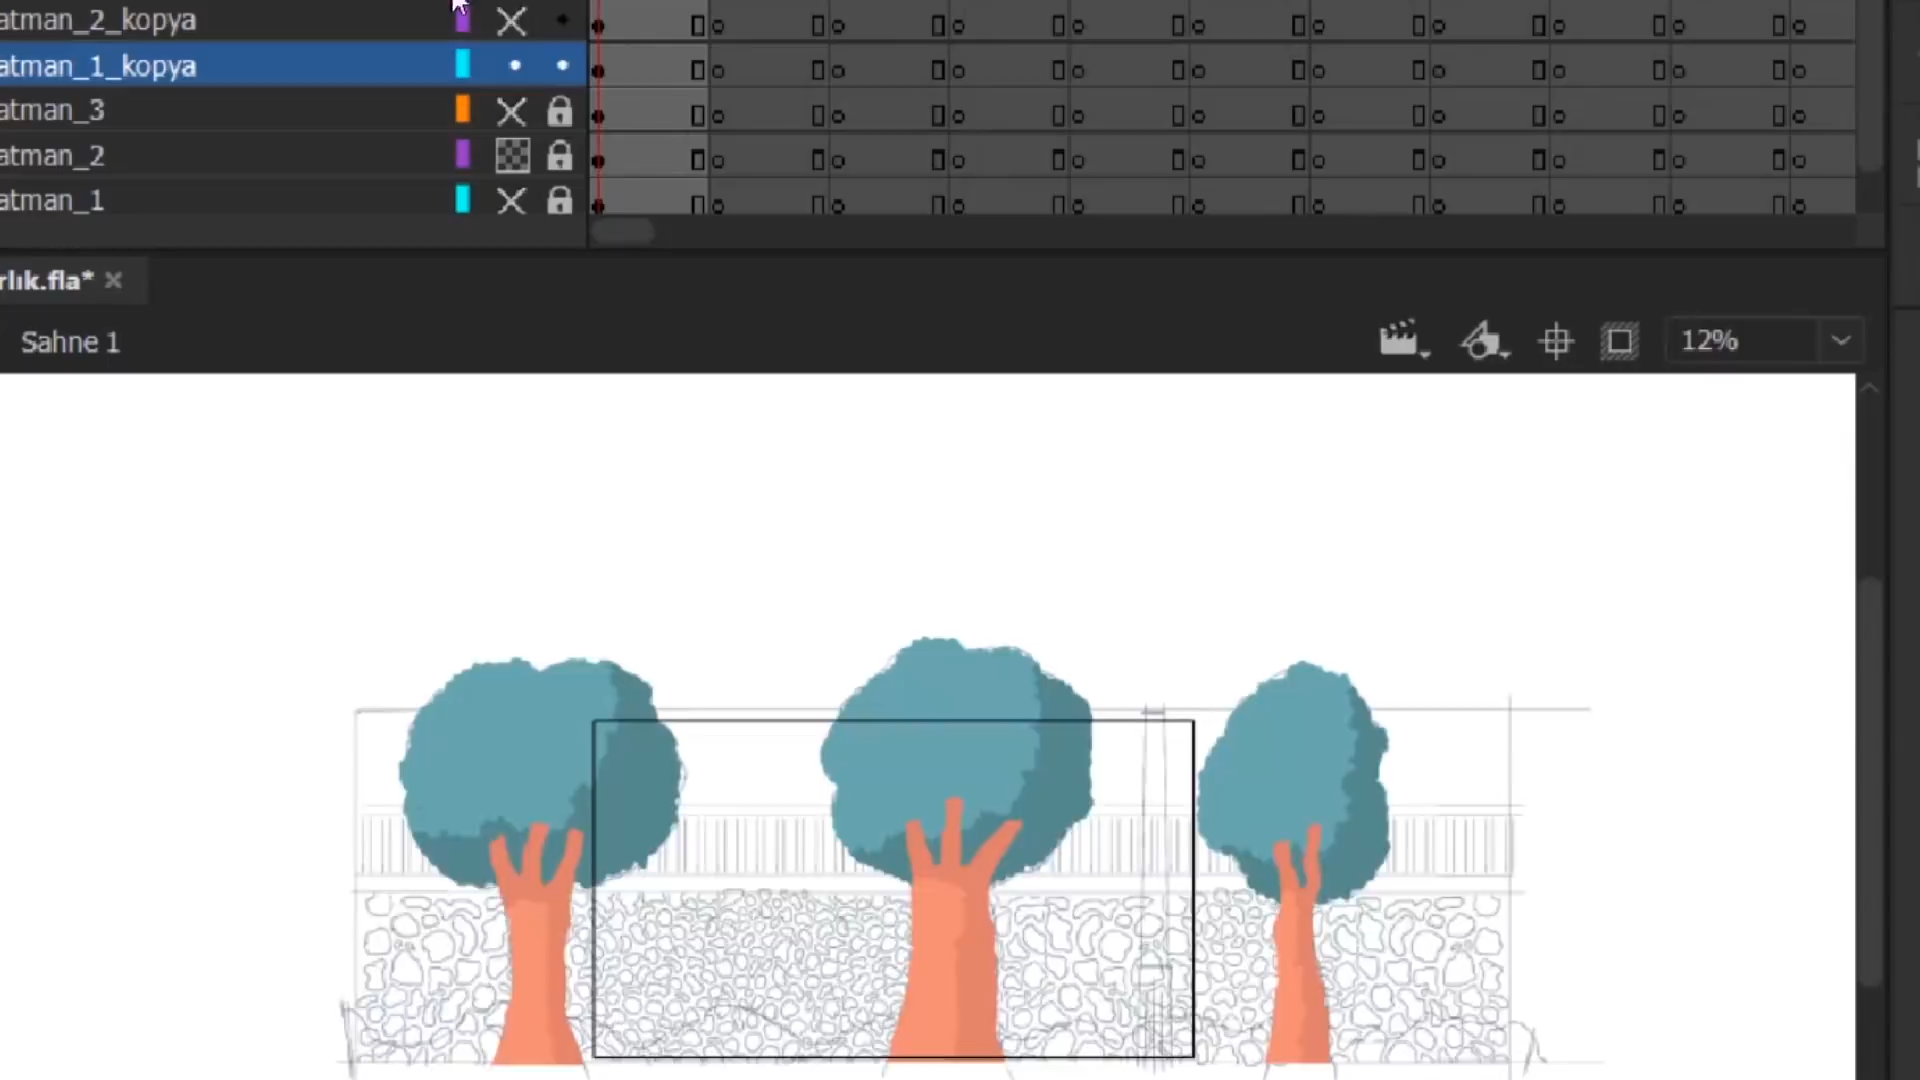 atman_2_kopya
atman_1_kopya
atman_3
atman_2
atman_1
rlık.fla*
Sahne 1
12%